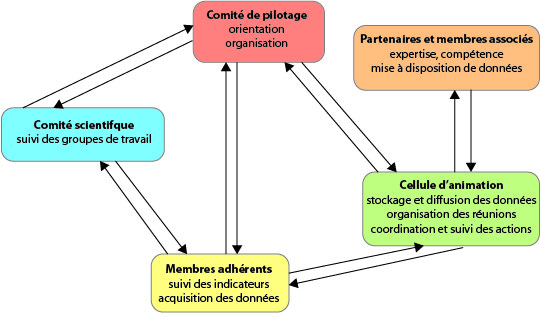 Comité de pilotage
orientation
organisation
Partenaires et membres associés
expertise, compétence
mise à disposition de données
Comité scientifque
suivi des groupes de travail
Cellule d'animation
stockage et diffusion des données
organisation des réunions
coordination et suivi des actions
Membres adhérents
suivi des indicateurs
acquisition des données